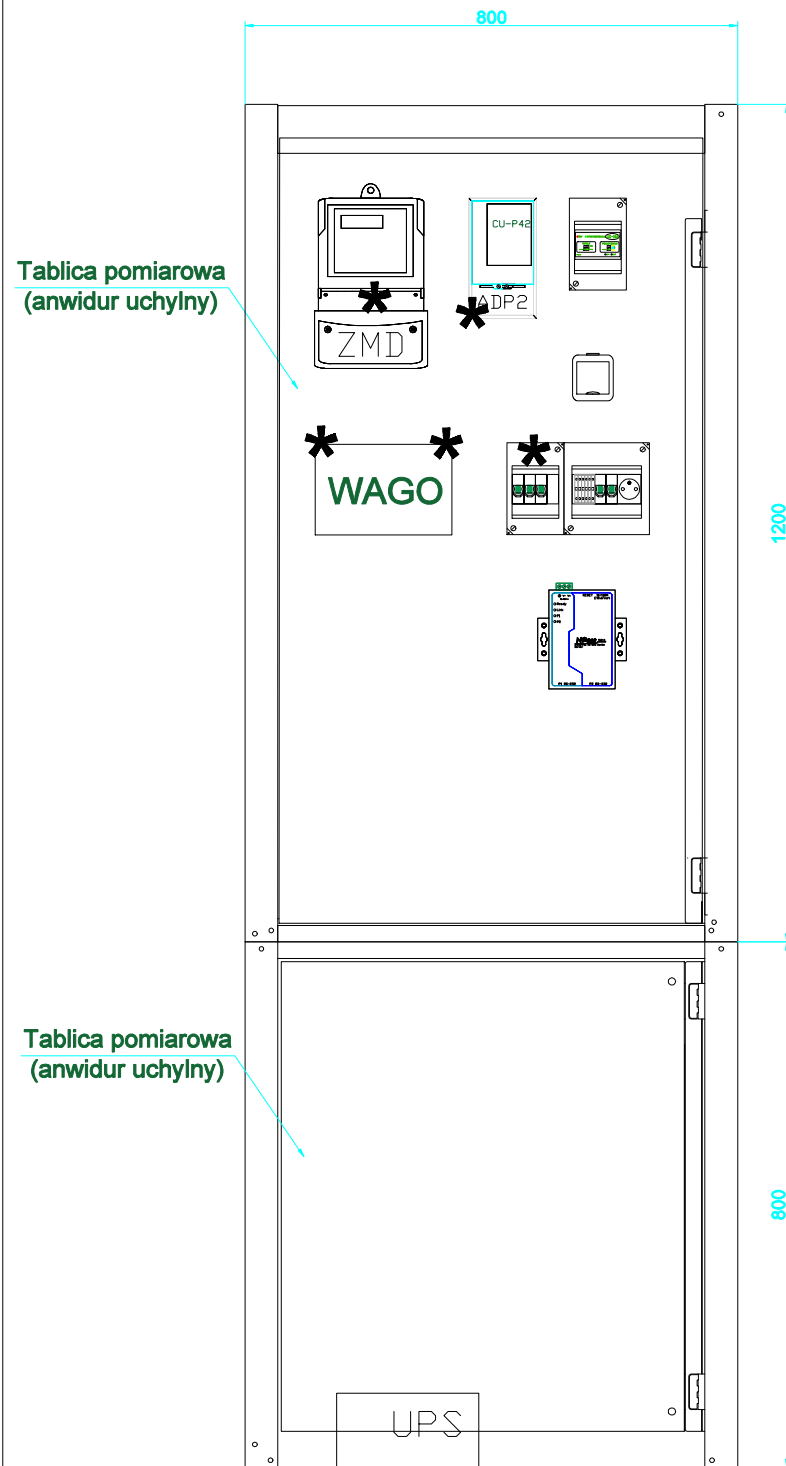 800
CU-P42
Tablica pomiarowa
(anwidur uchylny)
ADP2
ZMD
WAGO
1200
Tablica pomiarowa
(anwidur uchylny)
800
UPS